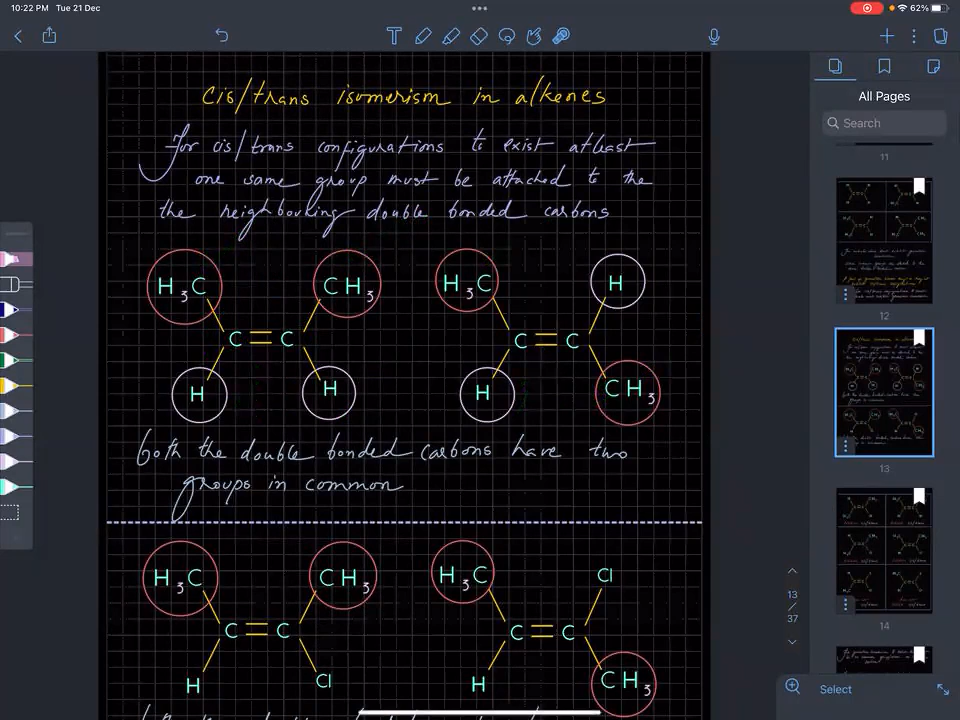 10:22 PM Tue 21 Dec
62%
T
All Pages
Search
cis/trans isomerism in alkenes
For cis/trans configurations to exist atleast
one same group must be attached to the
the neighbouring double bonded carbons
H3C CH3 H3C H
C = C C = C
H H H CH3
both the double bonded carbons have two
groups in common
H3C CH3 H3C Cl
C = C C = C
H Cl H CH3
11
12
13
14
13
/
37
Select